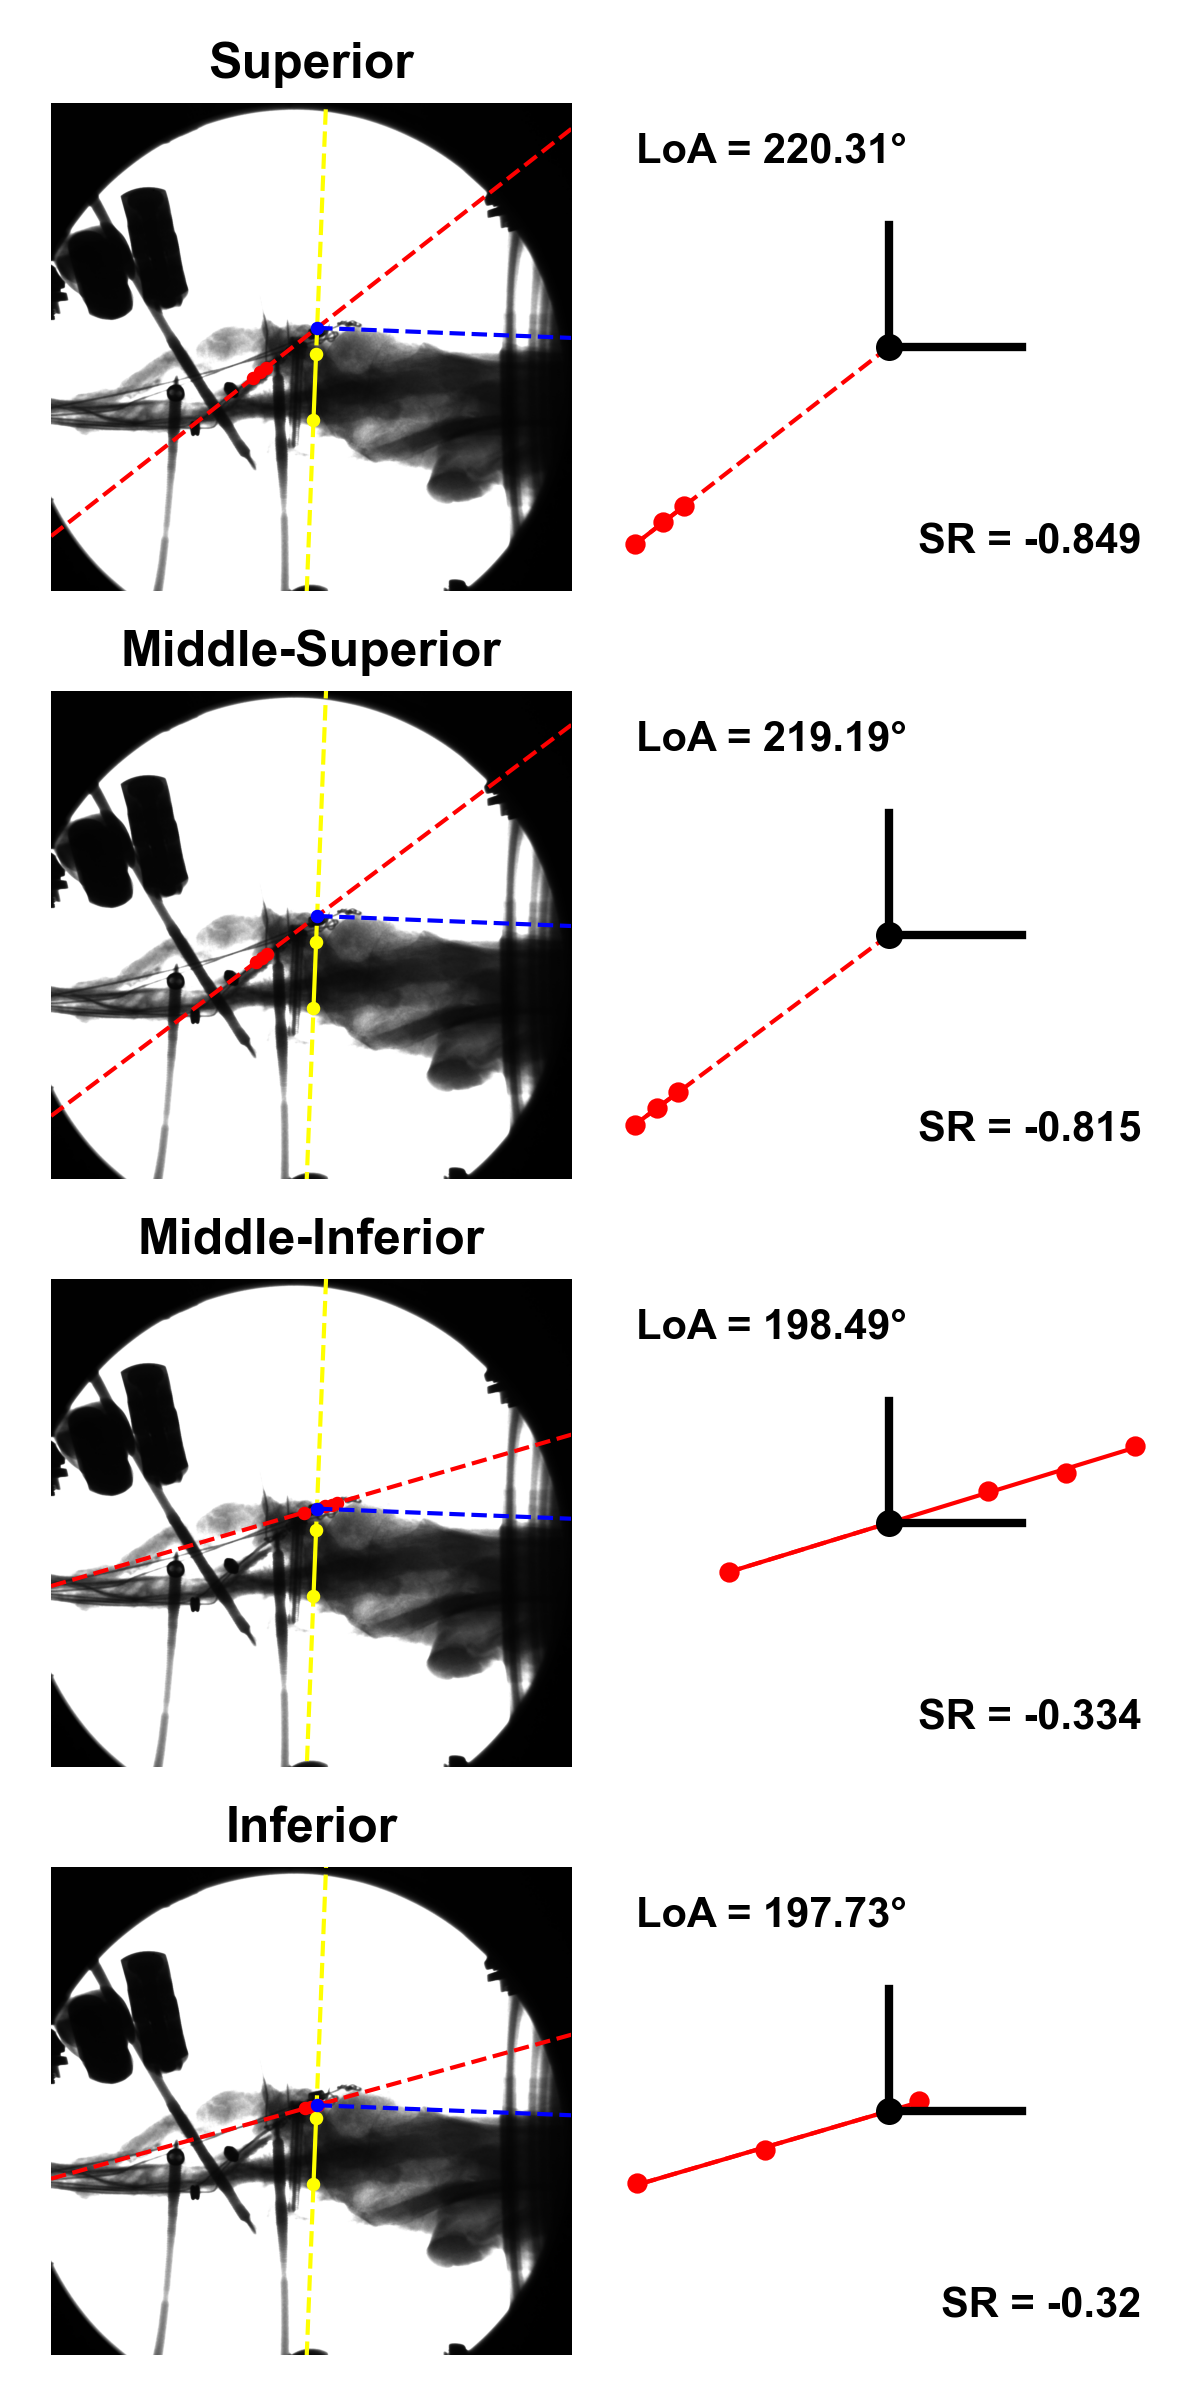 Superior
LoA = 220.31°
SR = -0.849
Middle-Superior
LoA = 219.19°
SR = -0.815
Middle-Inferior
LoA = 198.49°
SR = -0.334
Inferior
LoA = 197.73°
SR = -0.32